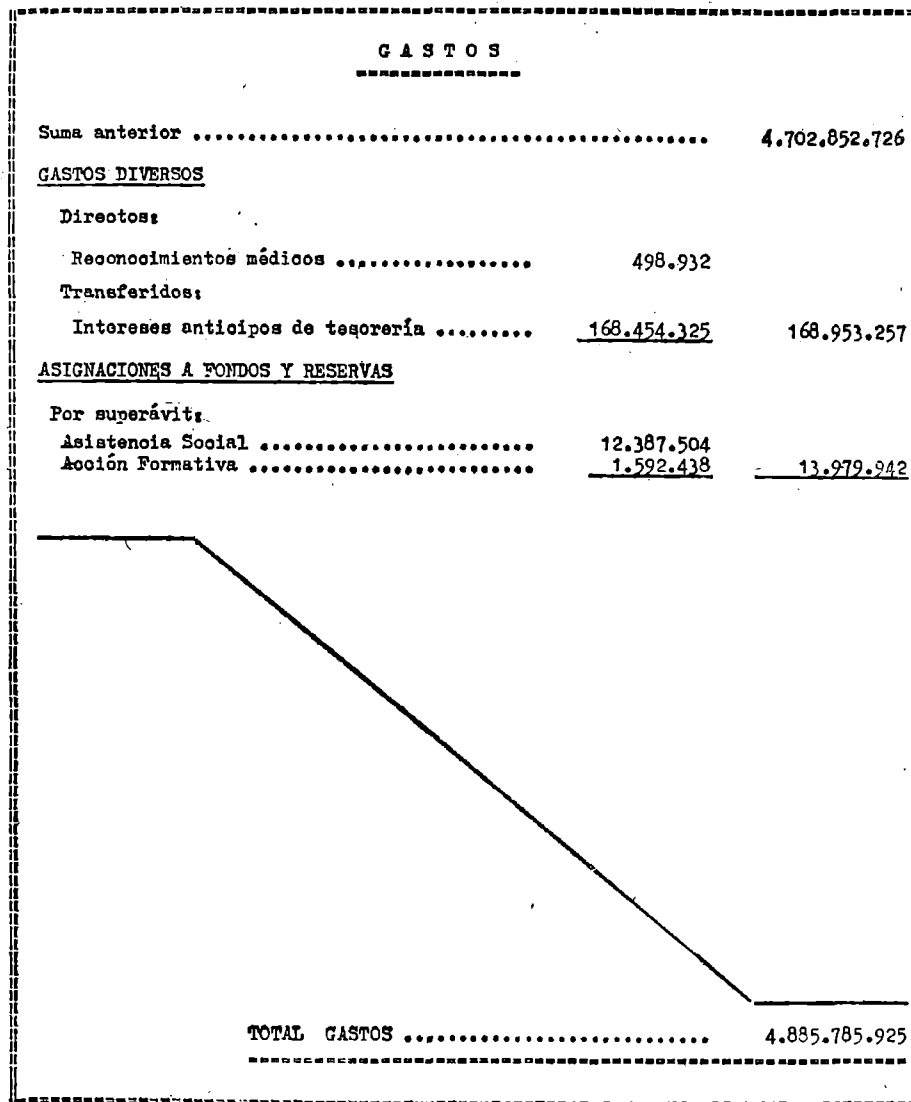 GASTOS
Suma anterior ................................................ 4.702.852.726
GASTOS DIVERSOS
Directos:
Reconocimientos médicos .................. 498.932
Transferidos:
Intereses anticipos de tesorería ......... 168.454.325 168.953.257
ASIGNACIONES A FONDOS Y RESERVAS
Por superávit:
Asistencia Social ......................... 12.387.504
Acción Formativa .......................... 1.592.438 13.979.942
TOTAL GASTOS ............................ 4.885.785.925